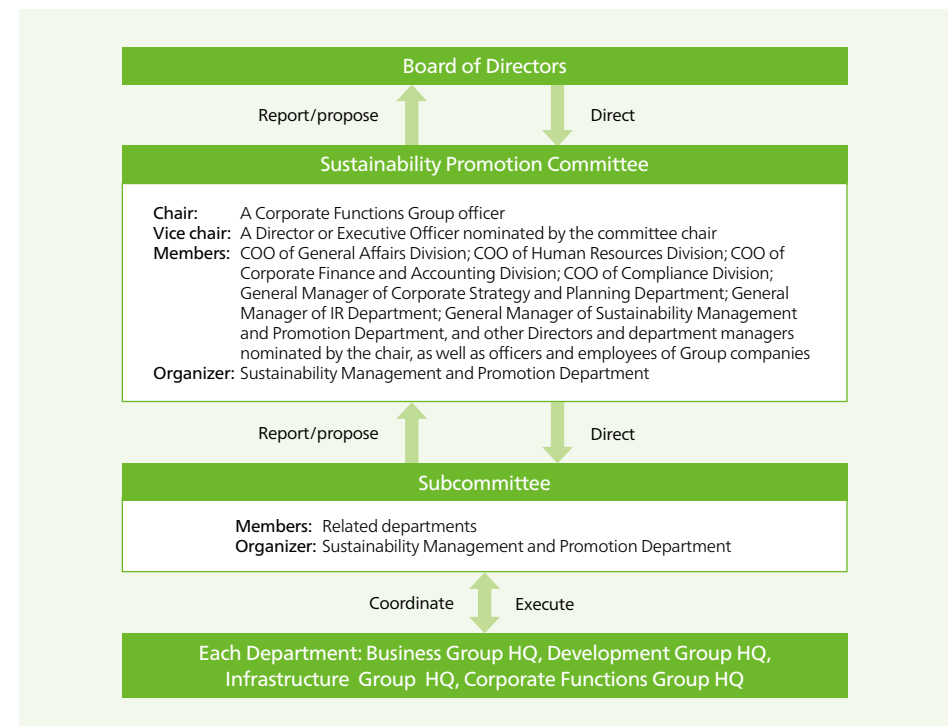 Board of Directors
Report/propose
Direct
Sustainability Promotion Committee
Chair: A Corporate Functions Group officer
Vice chair: A Director or Executive Officer nominated by the committee chair
Members: COO of General Affairs Division; COO of Human Resources Division; COO of
Corporate Finance and Accounting Division; COO of Compliance Division;
General Manager of Corporate Strategy and Planning Department; General
Manager of IR Department; General Manager of Sustainability Management
and Promotion Department, and other Directors and department managers
nominated by the chair, as well as officers and employees of Group companies
Organizer: Sustainability Management and Promotion Department
Report/propose
Direct
Subcommittee
Members: Related departments
Organizer: Sustainability Management and Promotion Department
Coordinate
Execute
Each Department: Business Group HQ, Development Group HQ,
Infrastructure Group HQ, Corporate Functions Group HQ